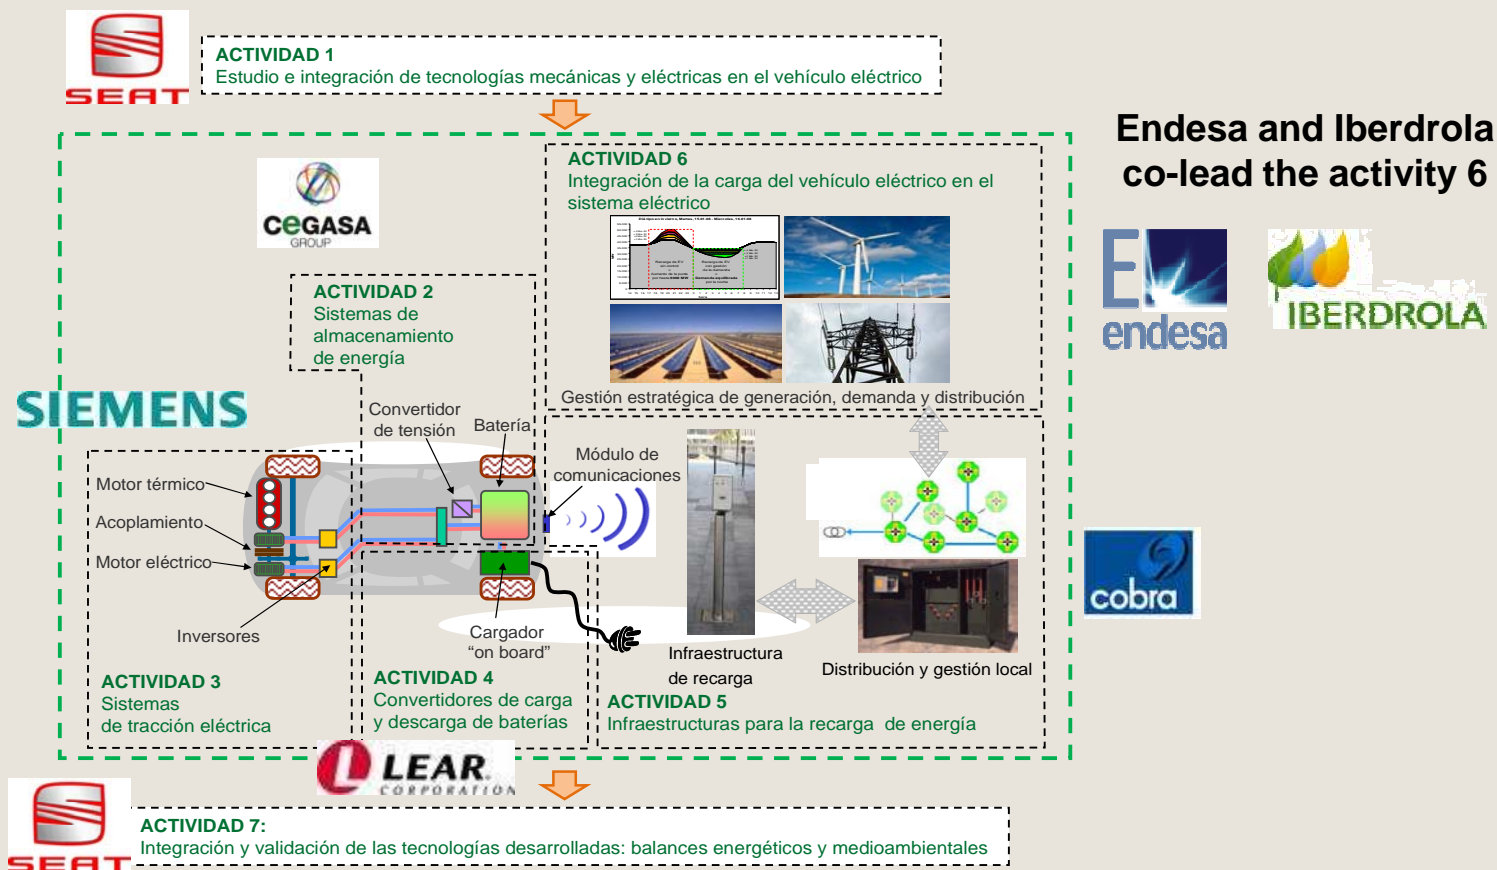 SEAT
ACTIVIDAD 1
Estudio e integración de tecnologías mecánicas y eléctricas en el vehículo eléctrico
Endesa and Iberdrola
co-lead the activity 6
CEGASA
GROUP
ACTIVIDAD 6
Integración de la carga del vehículo eléctrico en el
sistema eléctrico
endesa
IBERDROLA
Gestión estratégica de generación, demanda y distribución
ACTIVIDAD 2
Sistemas de
almacenamiento
de energía
SIEMENS
Convertidor
de tensión
Batería
Módulo de
comunicaciones
Motor térmico
Acoplamiento
Motor eléctrico
Inversores
Cargador
“on board”
Infraestructura
de recarga
Distribución y gestión local
cobra
ACTIVIDAD 3
Sistemas
de tracción eléctrica
ACTIVIDAD 4
Convertidores de carga
y descarga de baterías
ACTIVIDAD 5
Infraestructuras para la recarga de energía
LEAR.
CORPORATION
SEAT
ACTIVIDAD 7:
Integración y validación de las tecnologías desarrolladas: balances energéticos y medioambientales